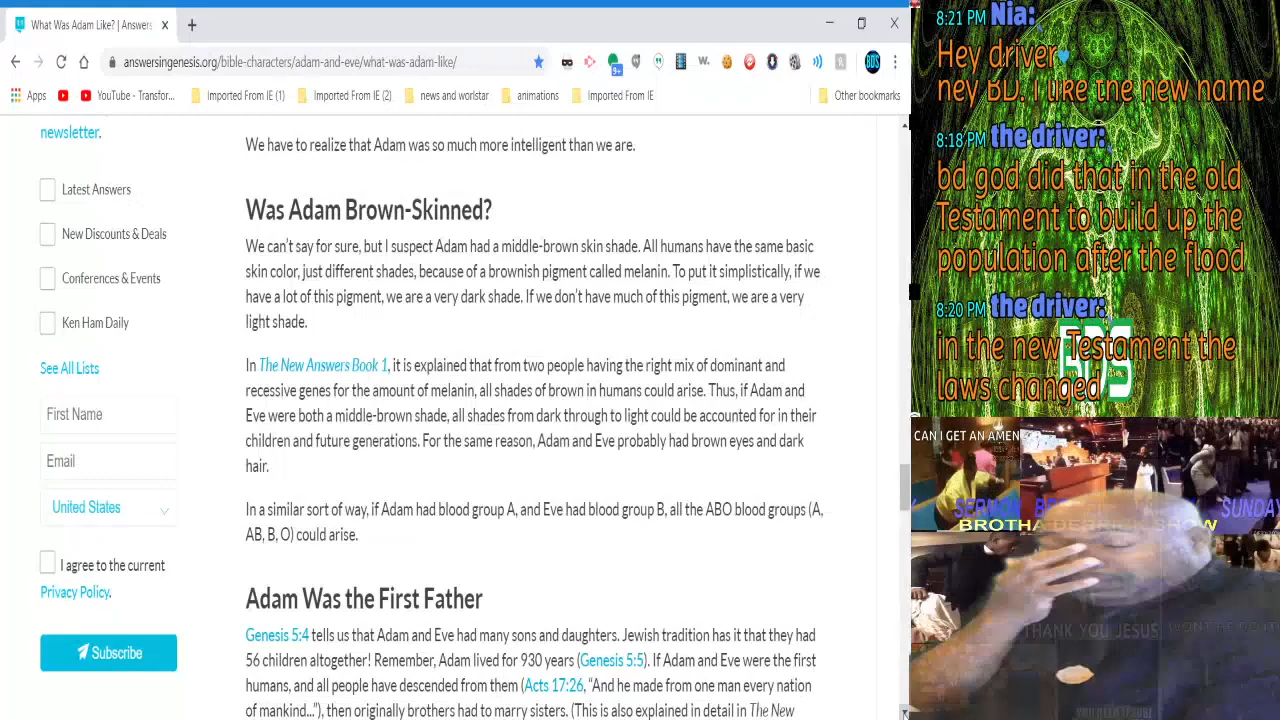 What Was Adam Like? | Answers
answersingenesis.org/bible-characters/adam-and-eve/what-was-adam-like/
9+
W.
BDS
Apps
YouTube - Transfor...
Imported From IE (1)
Imported From IE (2)
news and worlstar
animations
Imported From IE
Other bookmarks
newsletter.
Latest Answers
New Discounts & Deals
Conferences & Events
Ken Ham Daily
See All Lists
First Name
Email
United States
I agree to the current
Privacy Policy.
Subscribe
We have to realize that Adam was so much more intelligent than we are.
Was Adam Brown-Skinned?
We can't say for sure, but I suspect Adam had a middle-brown skin shade. All humans have the same basic
skin color, just different shades, because of a brownish pigment called melanin. To put it simplistically, if we
have a lot of this pigment, we are a very dark shade. If we don't have much of this pigment, we are a very
light shade.
In The New Answers Book 1, it is explained that from two people having the right mix of dominant and
recessive genes for the amount of melanin, all shades of brown in humans could arise. Thus, if Adam and
Eve were both a middle-brown shade, all shades from dark through to light could be accounted for in their
children and future generations. For the same reason, Adam and Eve probably had brown eyes and dark
hair.
In a similar sort of way, if Adam had blood group A, and Eve had blood group B, all the ABO blood groups (A,
AB, B, O) could arise.
Adam Was the First Father
Genesis 5:4 tells us that Adam and Eve had many sons and daughters. Jewish tradition has it that they had
56 children altogether! Remember, Adam lived for 930 years (Genesis 5:5). If Adam and Eve were the first
humans, and all people have descended from them (Acts 17:26, “And he made from one man every nation
of mankind...”), then originally brothers had to marry sisters. (This is also explained in detail in The New
8:21 PM Nia:
Hey driver
hey BD. I like the new name
8:18 PM the driver:
bd god did that in the old
Testament to build up the
population after the flood
8:20 PM the driver:
in the new Testament the
laws changed
BDS
CAN I GET AN AMEN
SERMON
SUNDAY
BROTHA DERRICK SHOW
THANK YOU JESUS